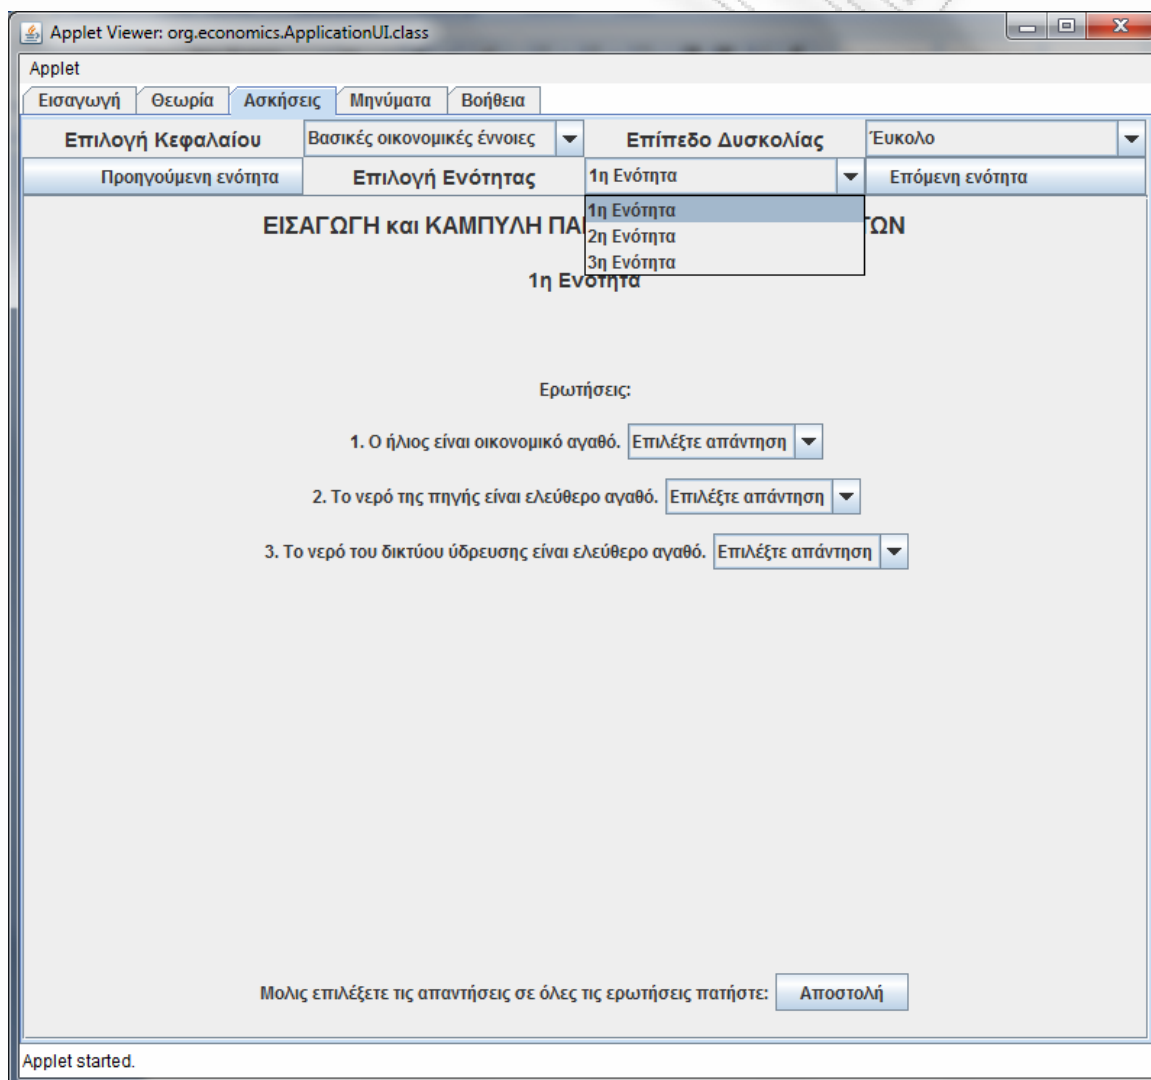 Applet Viewer: org.economics.ApplicationUI.class
Applet
Εισαγωγή Θεωρία Ασκήσεις Μηνύματα Βοήθεια
Επιλογή Κεφαλαίου Βασικές οικονομικές έννοιες Επίπεδο Δυσκολίας Έυκολο
Προηγούμενη ενότητα Επιλογή Ενότητας 1η Ενότητα Επόμενη ενότητα
1η Ενότητα
2η Ενότητα
3η Ενότητα
ΕΙΣΑΓΩΓΗ και ΚΑΜΠΥΛΗ
1η Ενότητα
Ερωτήσεις:
1. Ο ήλιος είναι οικονομικό αγαθό. Επιλέξτε απάντηση
2. Το νερό της πηγής είναι ελεύθερο αγαθό. Επιλέξτε απάντηση
3. Το νερό του δικτύου ύδρευσης είναι ελεύθερο αγαθό. Επιλέξτε απάντηση
Μολις επιλέξετε τις απαντήσεις σε όλες τις ερωτήσεις πατήστε: Αποστολή
Applet started.